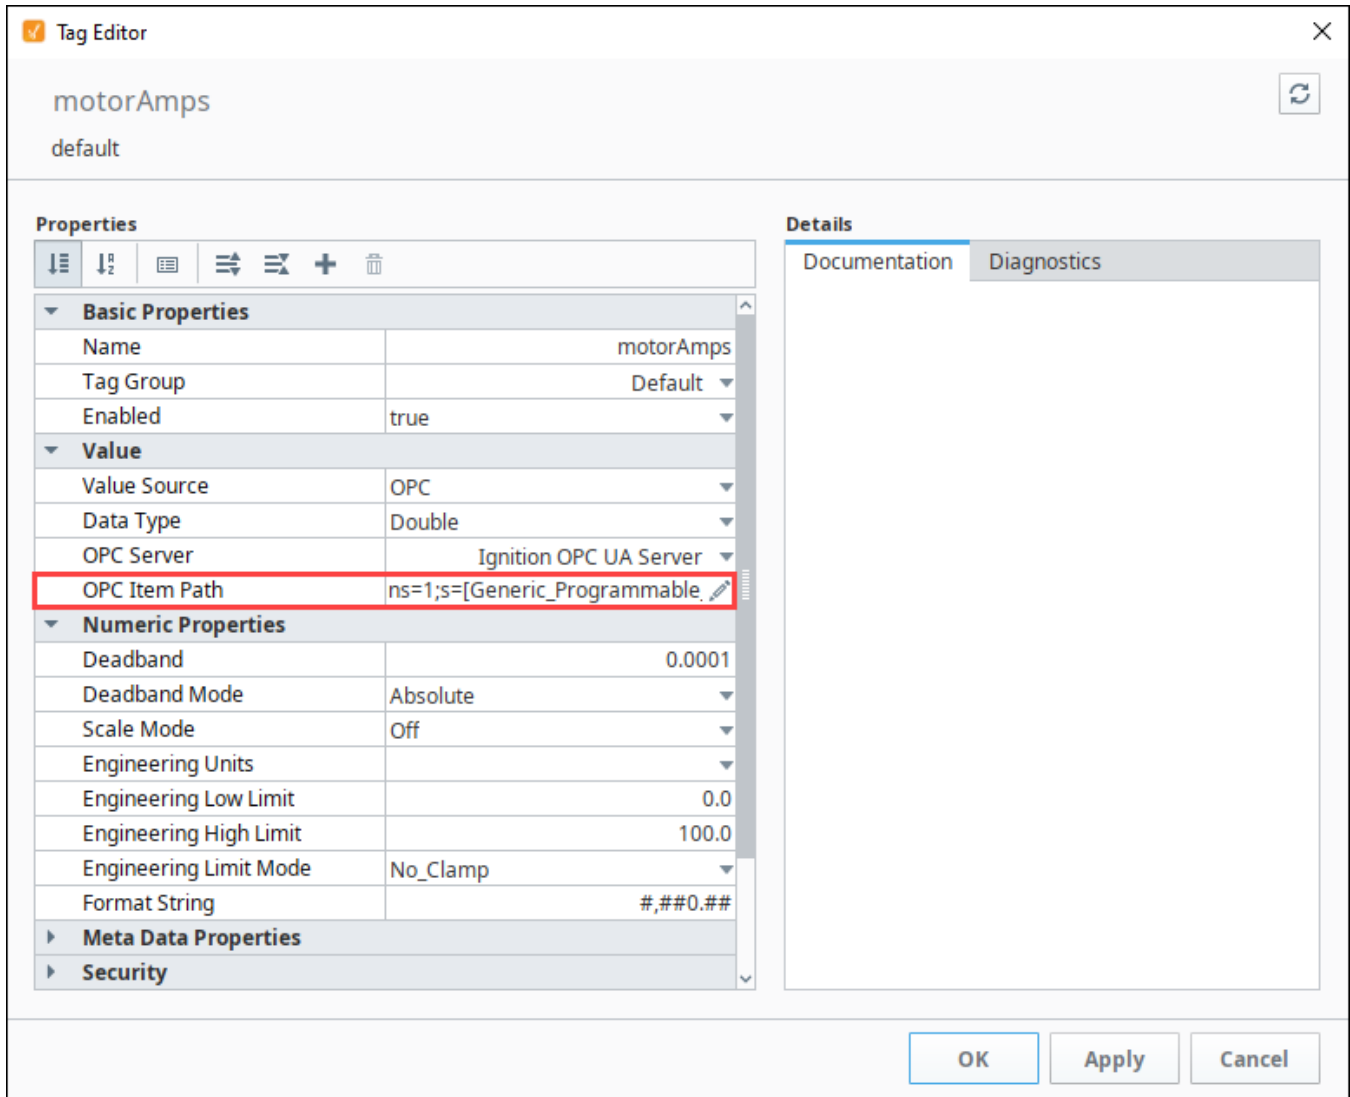 Tag Editor
motorAmps
default
Properties
Details
Documentation Diagnostics
Basic Properties
Name motorAmps
Tag Group Default
Enabled true
Value
Value Source OPC
Data Type Double
OPC Server Ignition OPC UA Server
OPC Item Path ns=1;s=[Generic_Programmable_
Numeric Properties
Deadband 0.0001
Deadband Mode Absolute
Scale Mode Off
Engineering Units
Engineering Low Limit 0.0
Engineering High Limit 100.0
Engineering Limit Mode No_Clamp
Format String #,##0.##
Meta Data Properties
Security
OK Apply Cancel